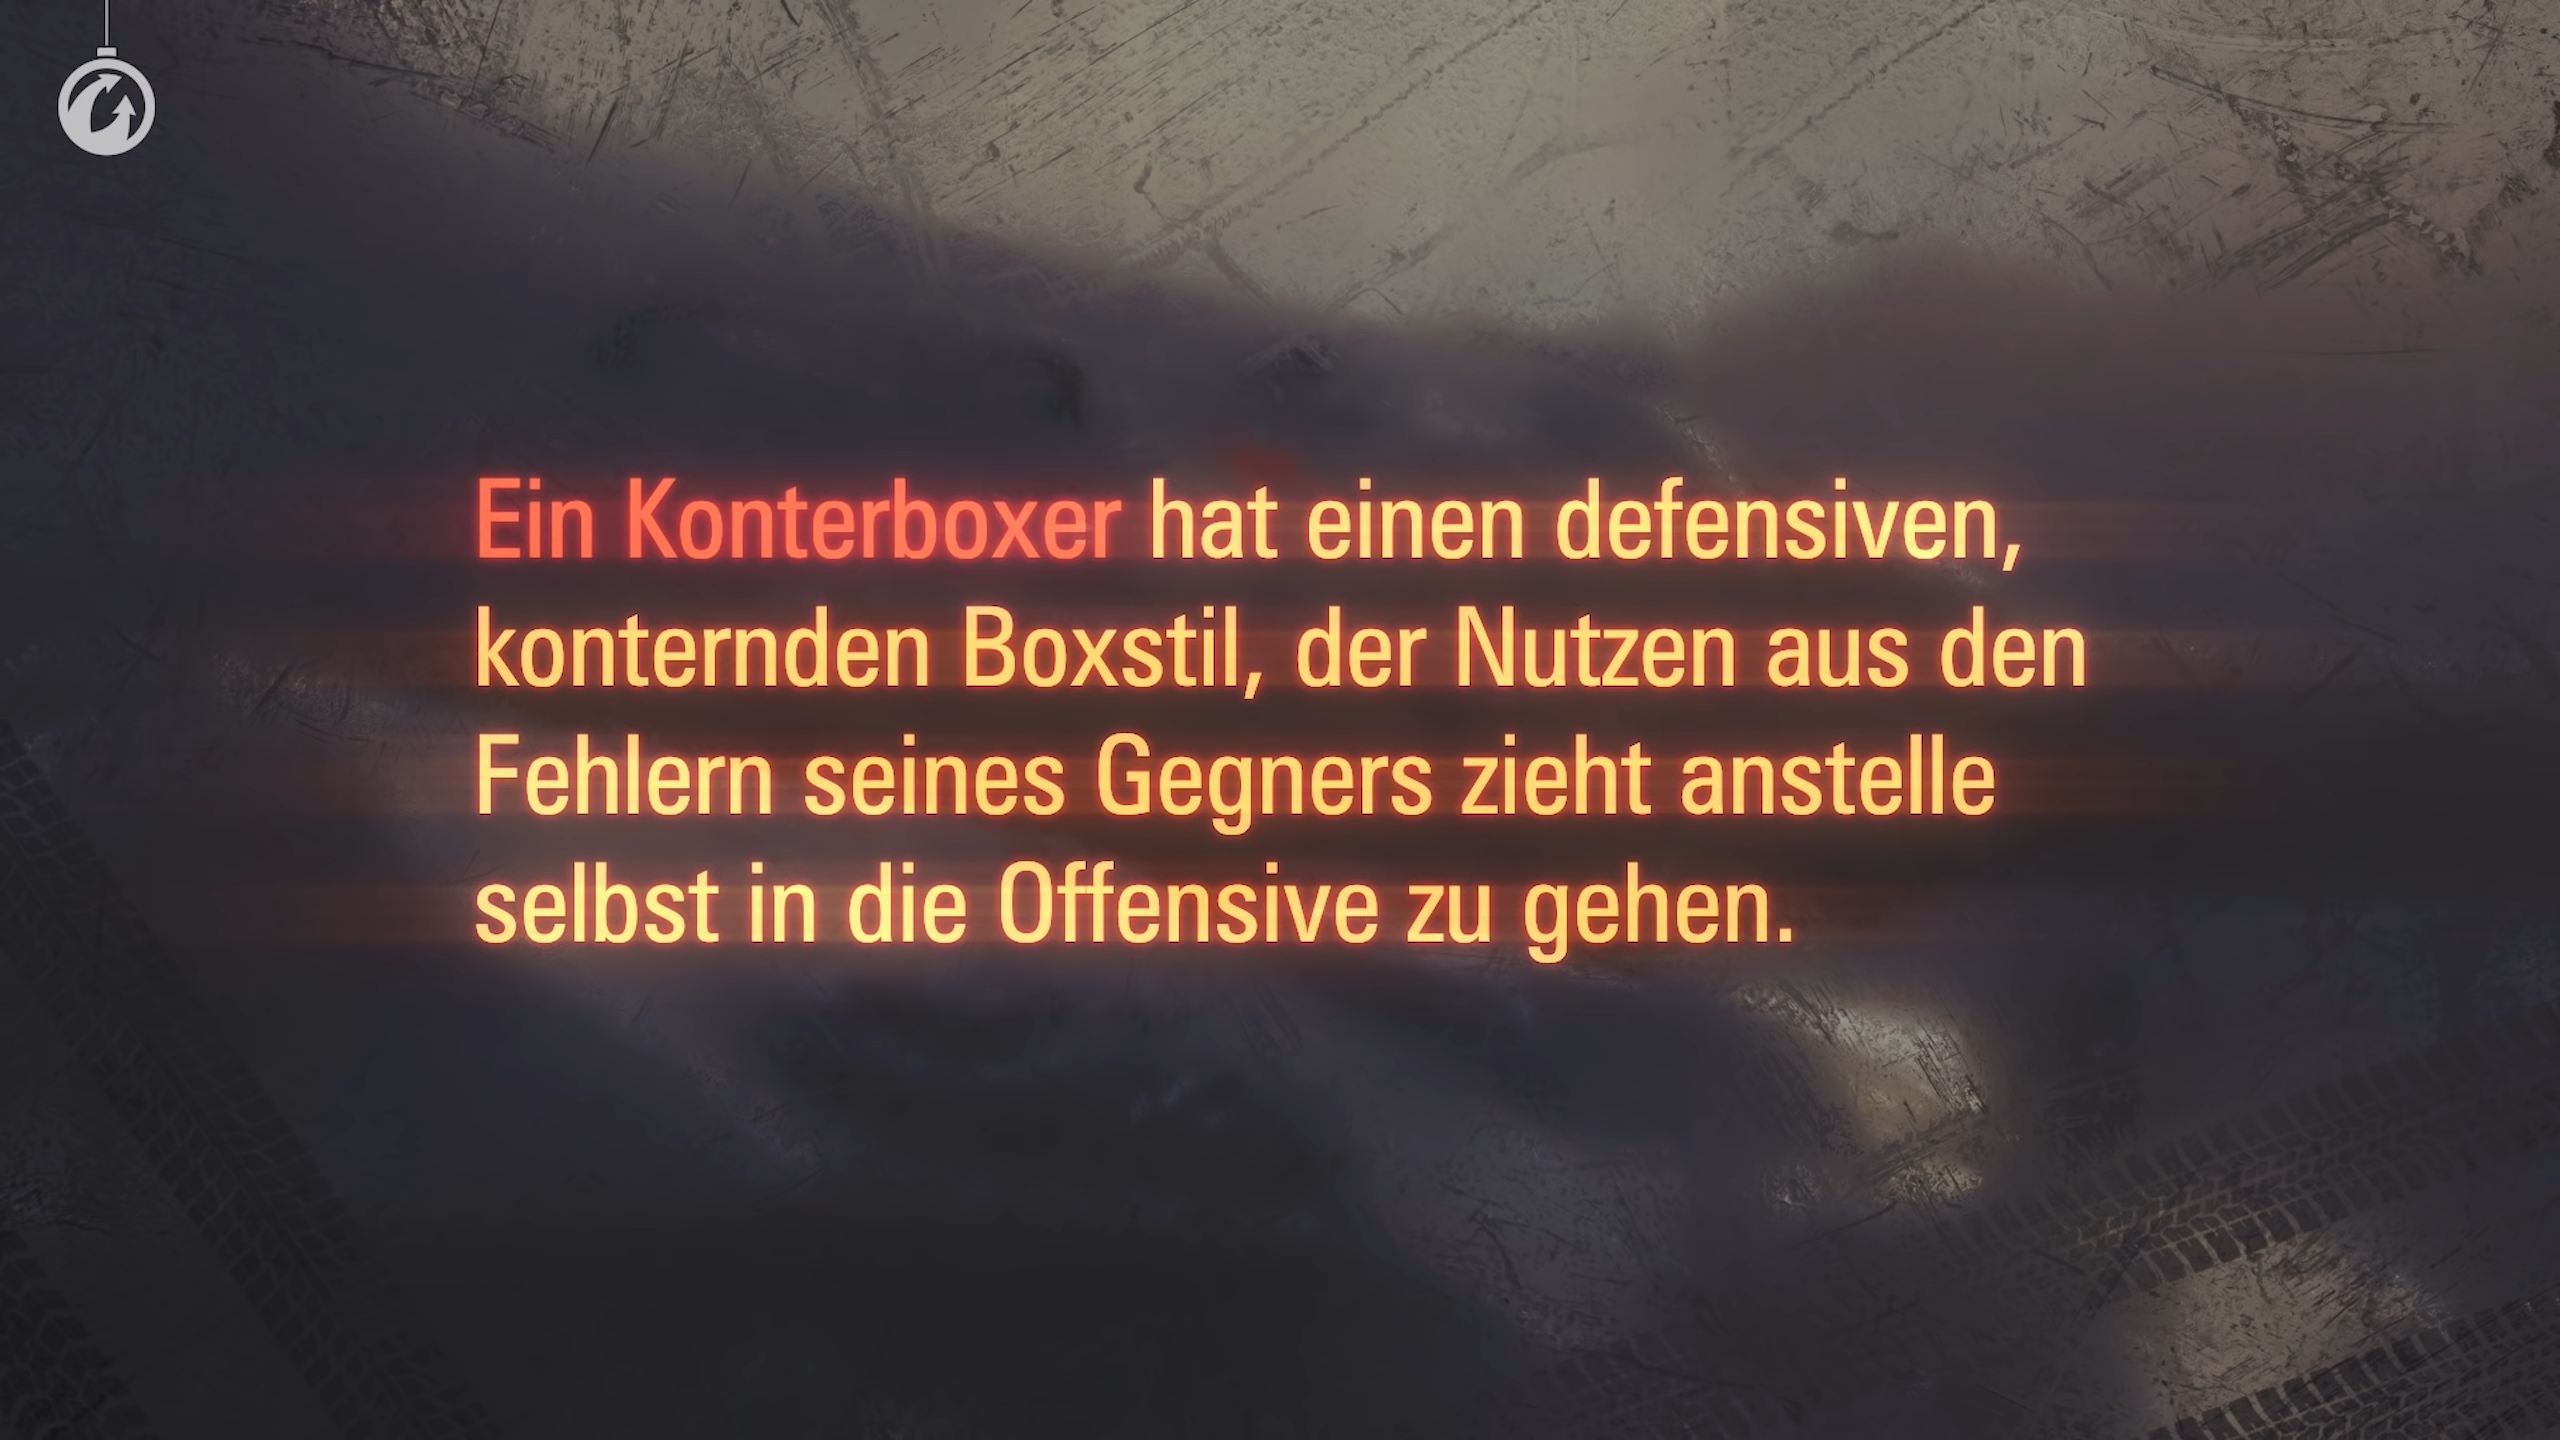 Ein Konterboxer hat einen defensiven,
konternden Boxstil, der Nutzen aus den
Fehlern seines Gegners zieht anstelle
selbst in die Offensive zu gehen.